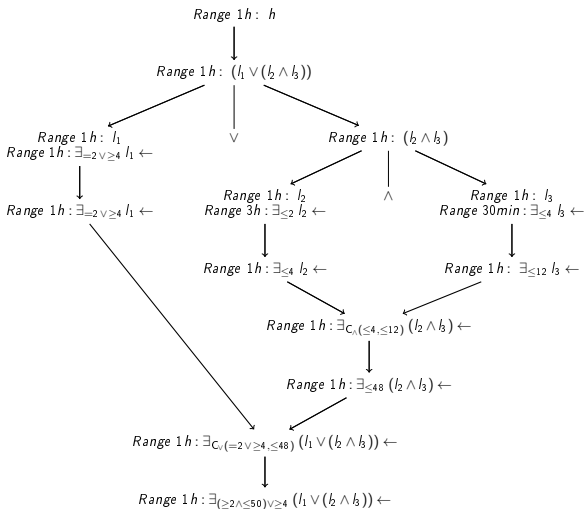 Range 1h: h
Range 1h: (l₁ ∨ (l₂ ∧ l₃))
Range 1h: l₁
Range 1h: ∃₌₂ ∨ ≥₄ l₁ ←
∨
Range 1h: (l₂ ∧ l₃)
Range 1h: ∃₌₂ ∨ ≥₄ l₁ ←
Range 1h: l₂
Range 3h: ∃≤₂ l₂ ←
∧
Range 1h: l₃
Range 30min: ∃≤₄ l₃ ←
Range 1h: ∃≤₄ l₂ ←
Range 1h: ∃≤₁₂ l₃ ←
Range 1h: ∃C∧(≤4,≤12) (l₂ ∧ l₃) ←
Range 1h: ∃≤₄₈ (l₂ ∧ l₃) ←
Range 1h: ∃C∨(=2 ∨ ≥4,≤48) (l₁ ∨ (l₂ ∧ l₃)) ←
Range 1h: ∃(≥2∧≤50)∨≥4 (l₁ ∨ (l₂ ∧ l₃)) ←